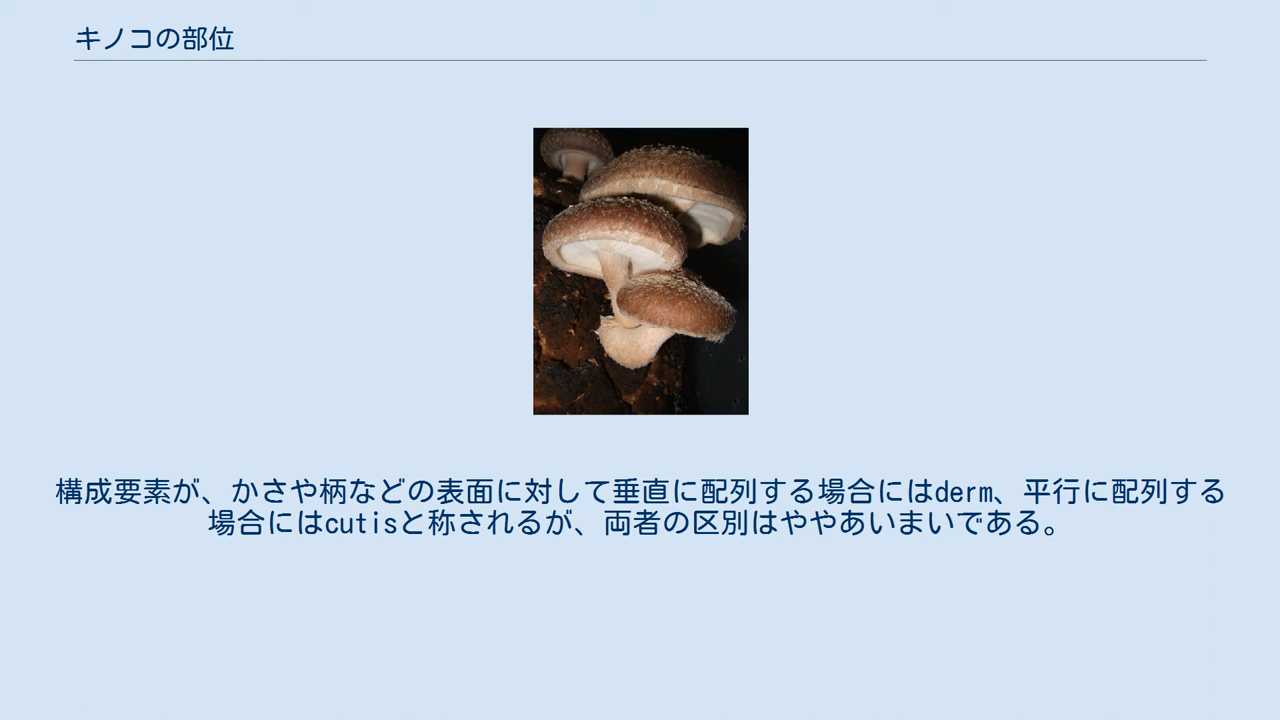 キノコの部位
構成要素が、かさや柄などの表面に対して垂直に配列する場合にはderm、平行に配列する
場合にはcutisと称されるが、両者の区別はややあいまいである。